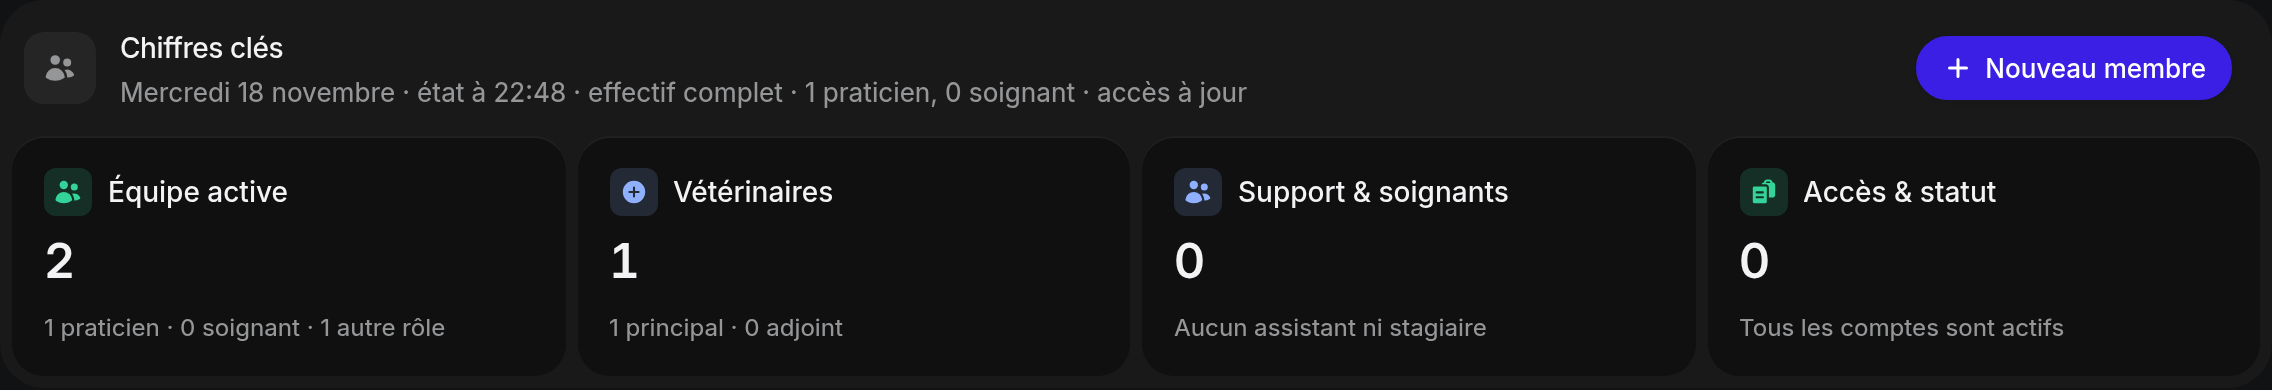 Chiffres clés
Mercredi 18 novembre · état à 22:48 · effectif complet · 1 praticien, 0 soignant · accès à jour
+ Nouveau membre
Équipe active
2
1 praticien · 0 soignant · 1 autre rôle
Vétérinaires
1
1 principal · 0 adjoint
Support & soignants
0
Aucun assistant ni stagiaire
Accès & statut
0
Tous les comptes sont actifs